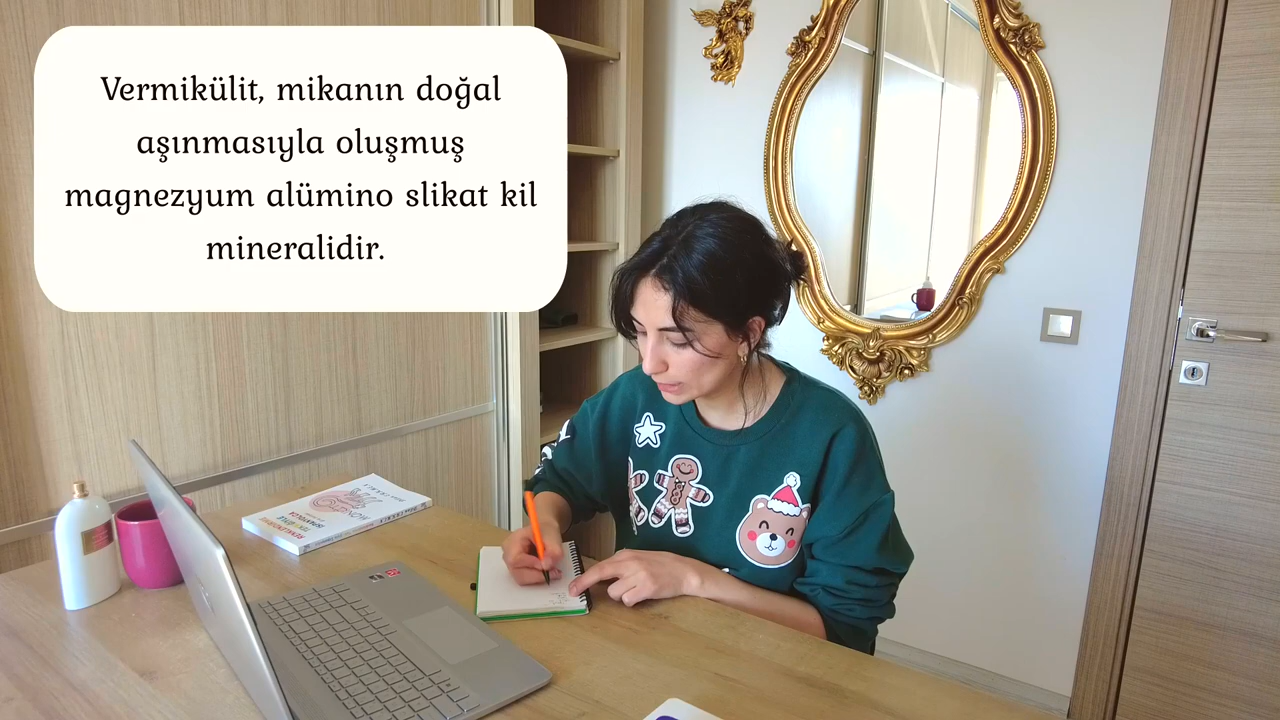 Vermikülit, mikanın doğal
aşınmasıyla oluşmuş
magnezyum alümino slikat kil
mineralidir.